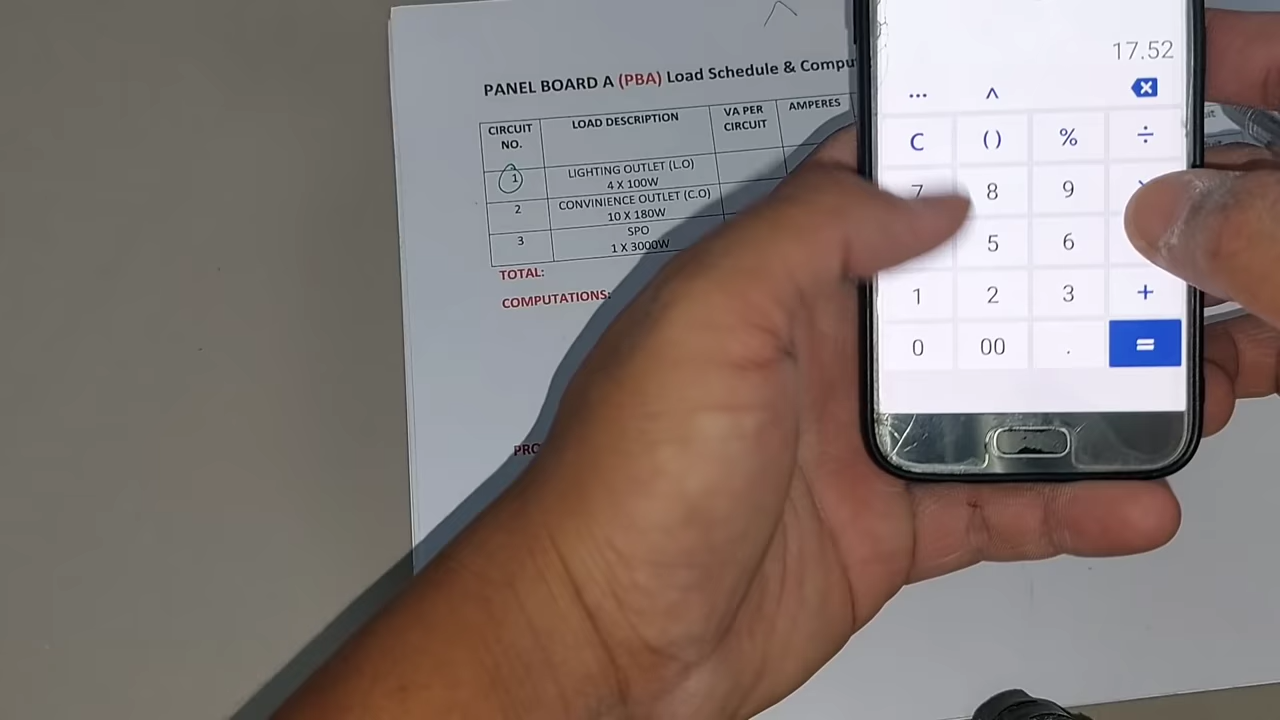 PANEL BOARD A (PBA) Load Schedule &
CIRCUIT NO.
LOAD DESCRIPTION
VA PER CIRCUIT
AMPERES
1
LIGHTING OUTLET (L.O)
4 X 100W
2
CONVINIENCE OUTLET (C.O)
10 X 180W
3
SPO
1 X 3000W
TOTAL:
COMPUTATIONS:
17.52
C () % ÷
7 8 9
5 6
1 2 3 +
0 00 . =